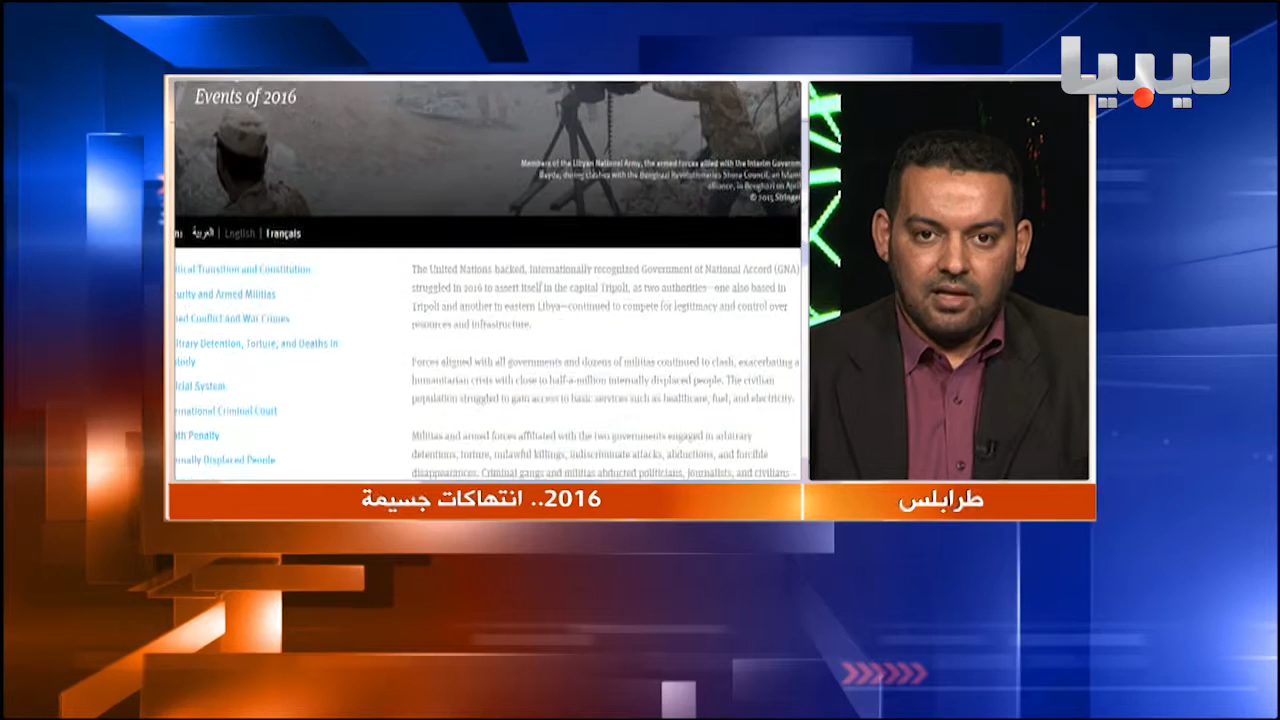 ليبيا
Events of 2016
Members of the Libyan National Army, the armed forces allied with the Interim Governm
Bayda, during clashes with the Benghazi Revolutionaries Shura Council, an Islami
alliance, in Benghazi on April
© 2015 Stringer
العربية | English | Français
itical Transition and Constitution
urity and Armed Militias
ed Conflict and War Crimes
itrary Detention, Torture, and Deaths in
stody
icial System
ernational Criminal Court
th Penalty
ernally Displaced People
The United Nations backed, internationally recognized Government of National Accord (GNA)
struggled in 2016 to assert itself in the capital Tripoli, as two authorities—one also based in
Tripoli and another in eastern Libya—continued to compete for legitimacy and control over
resources and infrastructure.
Forces aligned with all governments and dozens of militias continued to clash, exacerbating a
humanitarian crisis with close to half-a-million internally displaced people. The civilian
population struggled to gain access to basic services such as healthcare, fuel, and electricity.
Militias and armed forces affiliated with the two governments engaged in arbitrary
detentions, torture, unlawful killings, indiscriminate attacks, abductions, and forcible
disappearances. Criminal gangs and militias abducted politicians, journalists, and civilians –
2016.. انتهاكات جسيمة
طرابلس